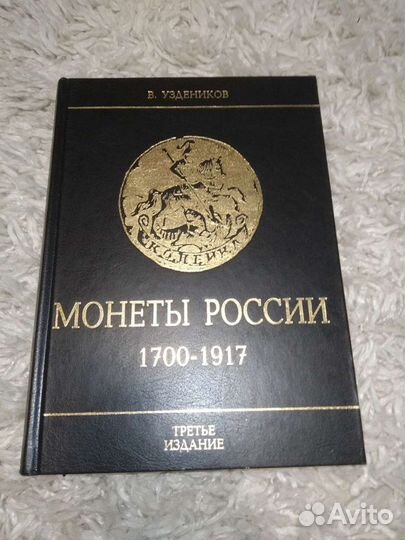 В. УЗДЕНИКОВ
КОПЕЙКА
МОНЕТЫ РОССИИ
1700-1917
ТРЕТЬЕ
ИЗДАНИЕ
Avito